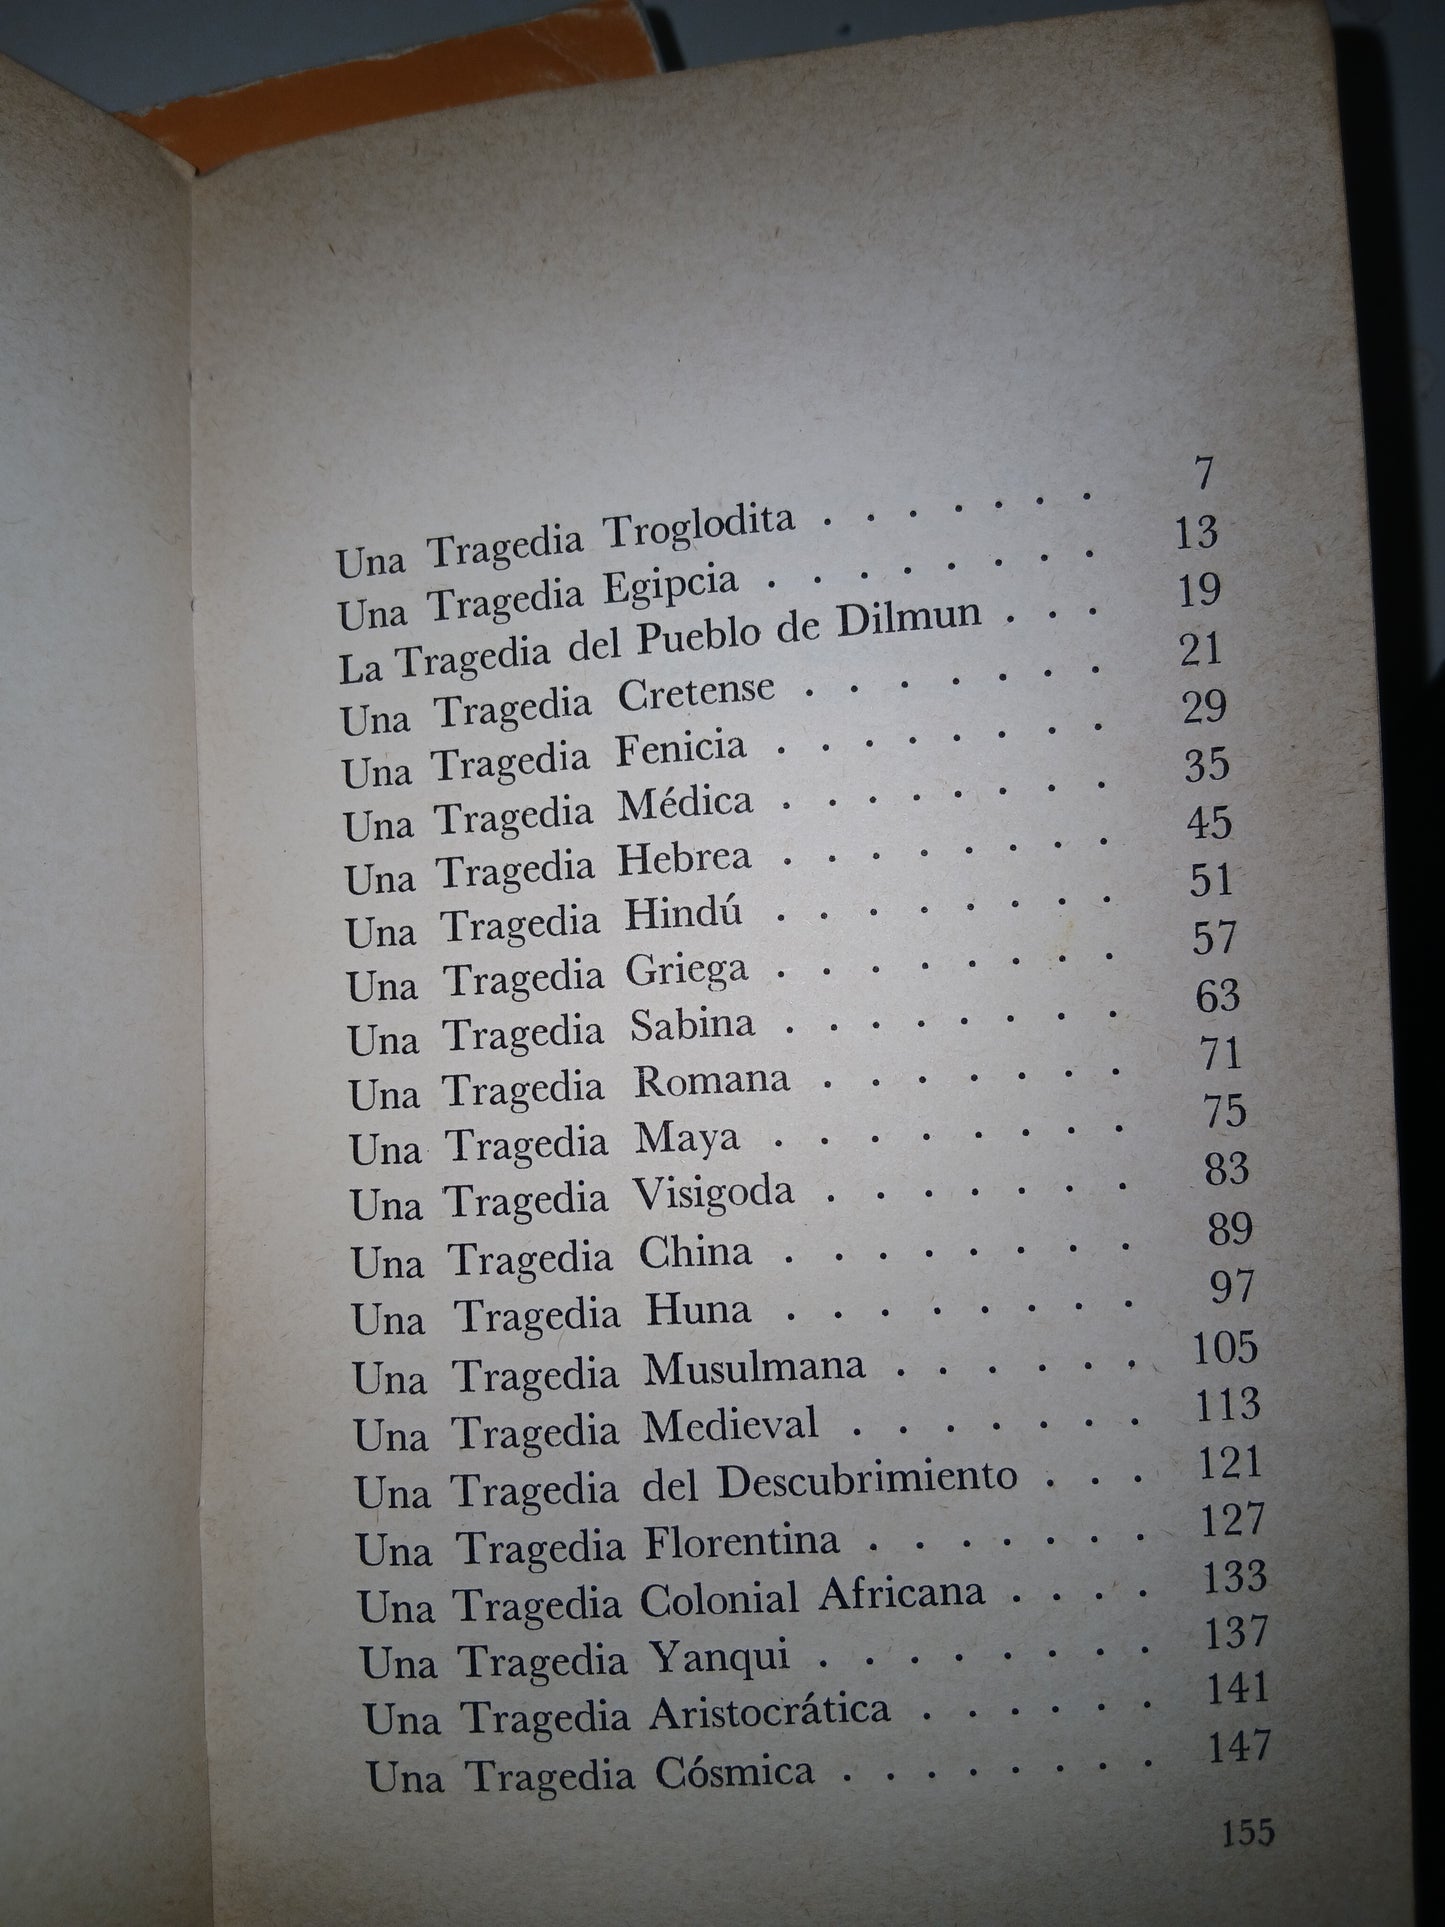 Una Tragedia Troglodita . . . . . . . 7
Una Tragedia Egipcia . . . . . . . . 13
La Tragedia del Pueblo de Dilmun . . . 19
Una Tragedia Cretense . . . . . . . 21
Una Tragedia Fenicia . . . . . . . . 29
Una Tragedia Médica . . . . . . . . 35
Una Tragedia Hebrea . . . . . . . . 45
Una Tragedia Hindú . . . . . . . . 51
Una Tragedia Griega . . . . . . . . 57
Una Tragedia Sabina . . . . . . . . 63
Una Tragedia Romana . . . . . . . 71
Una Tragedia Maya . . . . . . . . 75
Una Tragedia Visigoda . . . . . . . 83
Una Tragedia China . . . . . . . . 89
Una Tragedia Huna . . . . . . . . 97
Una Tragedia Musulmana . . . . . . 105
Una Tragedia Medieval . . . . . . . 113
Una Tragedia del Descubrimiento . . . 121
Una Tragedia Florentina . . . . . . . 127
Una Tragedia Colonial Africana . . . . 133
Una Tragedia Yanqui . . . . . . . . 137
Una Tragedia Aristocrática . . . . . . 141
Una Tragedia Cósmica . . . . . . . . 147
155